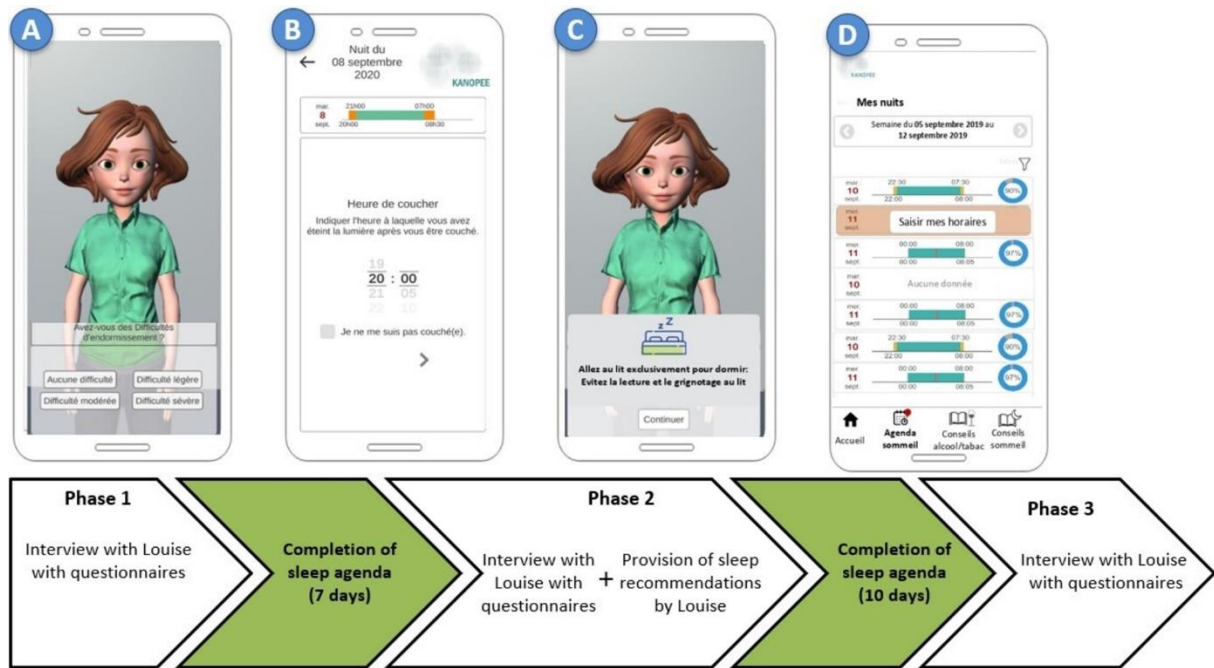 A
Avez-vous des Difficultés
d'endormissement ?
Aucune difficulté
Difficulté légère
Difficulté modérée
Difficulté sévère
B
Nuit du
08 septembre
2020
KANOPEE
mar.
8
sept.
21h00
07h00
20h00
08h30
Heure de coucher
Indiquer l'heure à laquelle vous avez
éteint la lumière après vous être couché.
19
20 : 00
21 05
22 10
Je ne me suis pas couché(e).
C
zZ
Allez au lit exclusivement pour dormir:
Evitez la lecture et le grignotage au lit
Continuer
D
KANOPEE
Mes nuits
Semaine du 05 septembre 2019 au
12 septembre 2019
mar.
10
sept.
22:30
07:30
22:00
08:00
90%
mer.
11
sept.
Saisir mes horaires
mar.
11
sept.
00:00
08:00
00:00
08:05
97%
mar.
10
sept.
Aucune donnée
mar.
11
sept.
00:00
08:00
00:00
08:05
97%
mar.
10
sept.
22:30
07:30
22:00
08:00
90%
mar.
11
sept.
00:00
08:00
00:00
08:05
97%
Accueil
Agenda
sommeil
Conseils
alcool/tabac
Conseils
sommeil
Phase 1
Interview with Louise
with questionnaires
Completion of
sleep agenda
(7 days)
Phase 2
Interview with
Louise with
questionnaires
+
Provision of sleep
recommendations
by Louise
Completion of
sleep agenda
(10 days)
Phase 3
Interview with Louise
with questionnaires